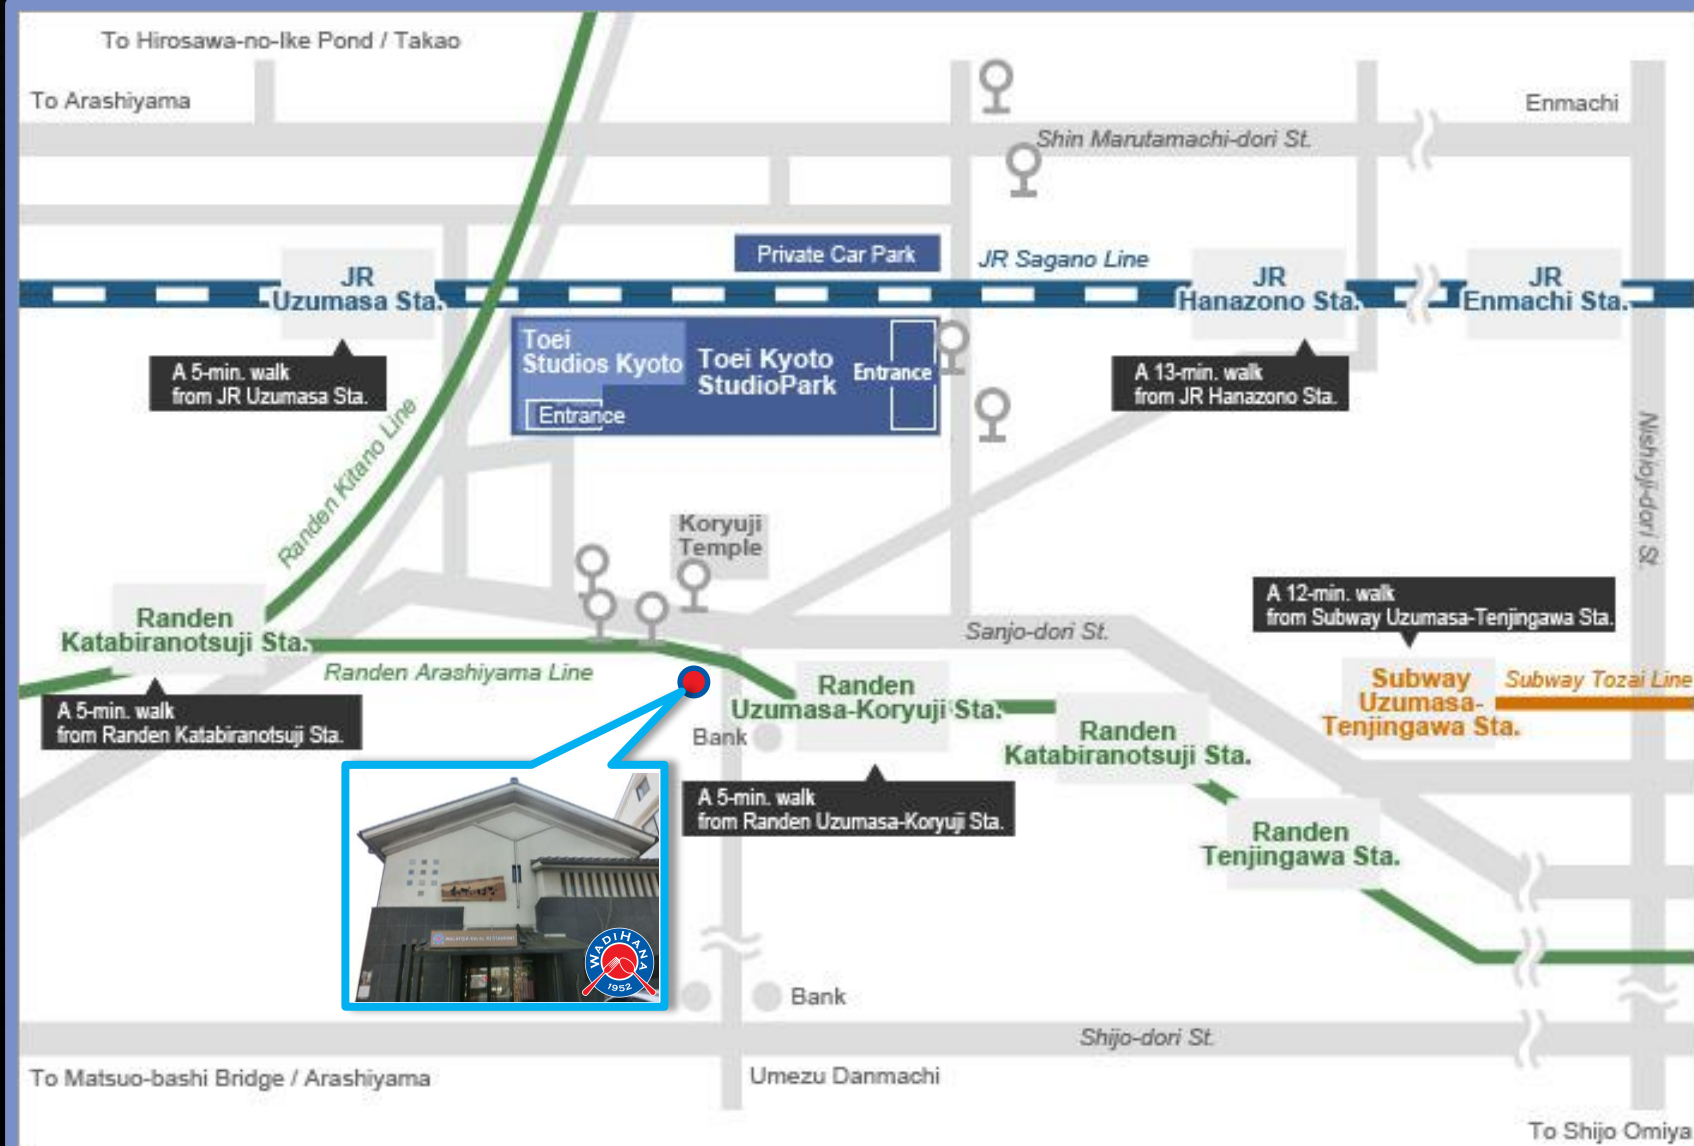 To Hirosawa-no-Ike Pond / Takao
To Arashiyama
Enmachi
Shin Marutamachi-dori St.
Private Car Park
JR Sagano Line
JR
Uzumasa Sta.
JR
Hanazono Sta.
JR
Enmachi Sta.
Toei
Studios Kyoto
Toei Kyoto
StudioPark
Entrance
Entrance
A 5-min. walk
from JR Uzumasa Sta.
A 13-min. walk
from JR Hanazono Sta.
Randen Kitano Line
Nishioji-dori St.
Koryuji
Temple
A 12-min. walk
from Subway Uzumasa-Tenjingawa Sta.
Randen
Katabiranotsuji Sta.
Sanjo-dori St.
Randen Arashiyama Line
Randen
Uzumasa-Koryuji Sta.
Subway
Uzumasa-
Tenjingawa Sta.
Subway Tozai Line
A 5-min. walk
from Randen Katabiranotsuji Sta.
Bank
Randen
Katabiranotsuji Sta.
A 5-min. walk
from Randen Uzumasa-Koryuji Sta.
Randen
Tenjingawa Sta.
WADIHANA
1952
Bank
Shijo-dori St.
To Matsuo-bashi Bridge / Arashiyama
Umezu Danmachi
To Shijo Omiya